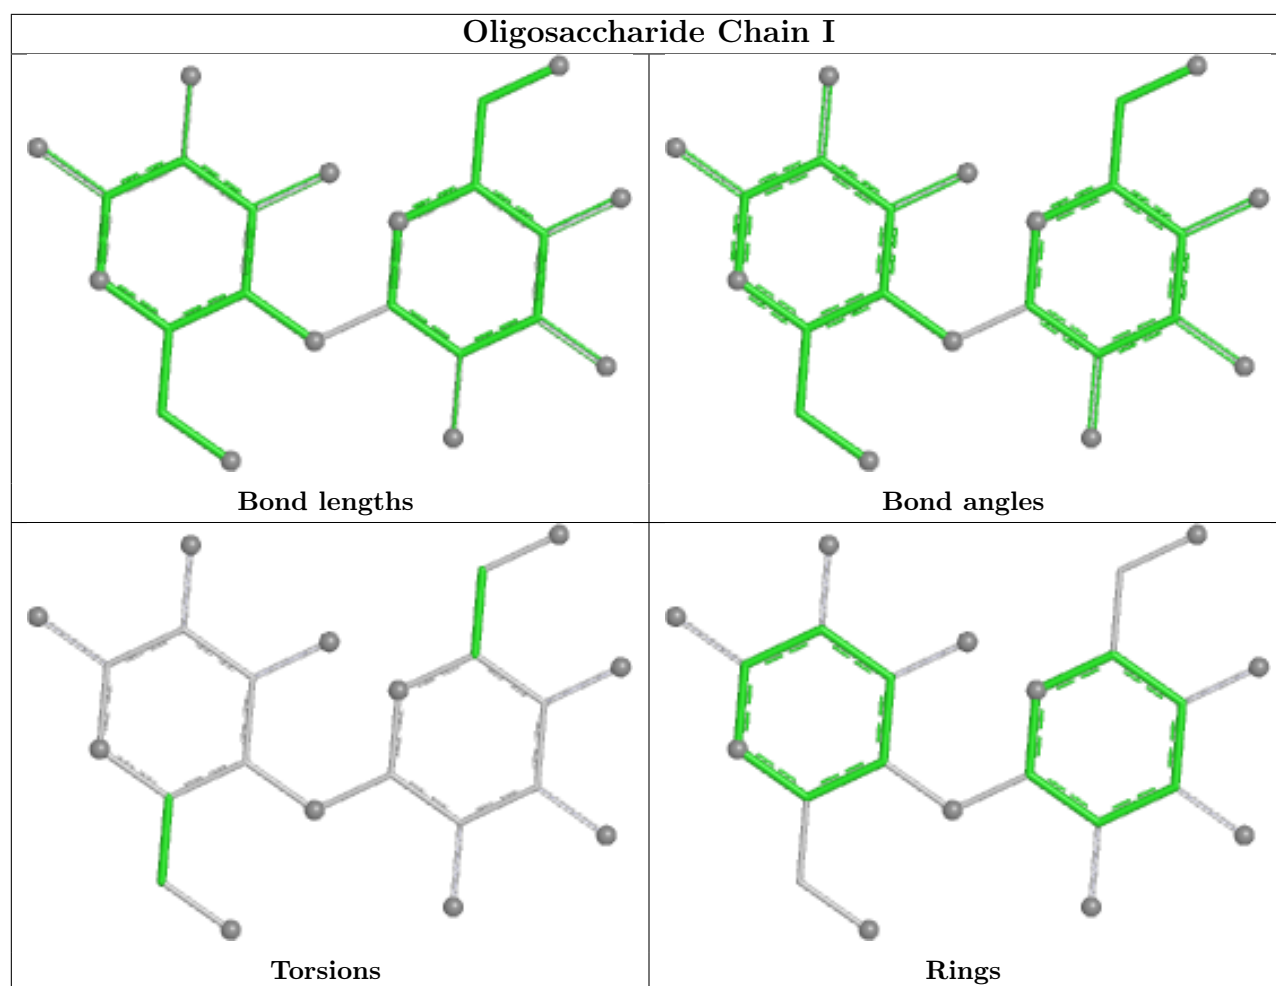 Oligosaccharide Chain I
Bond lengths
Bond angles
Torsions
Rings